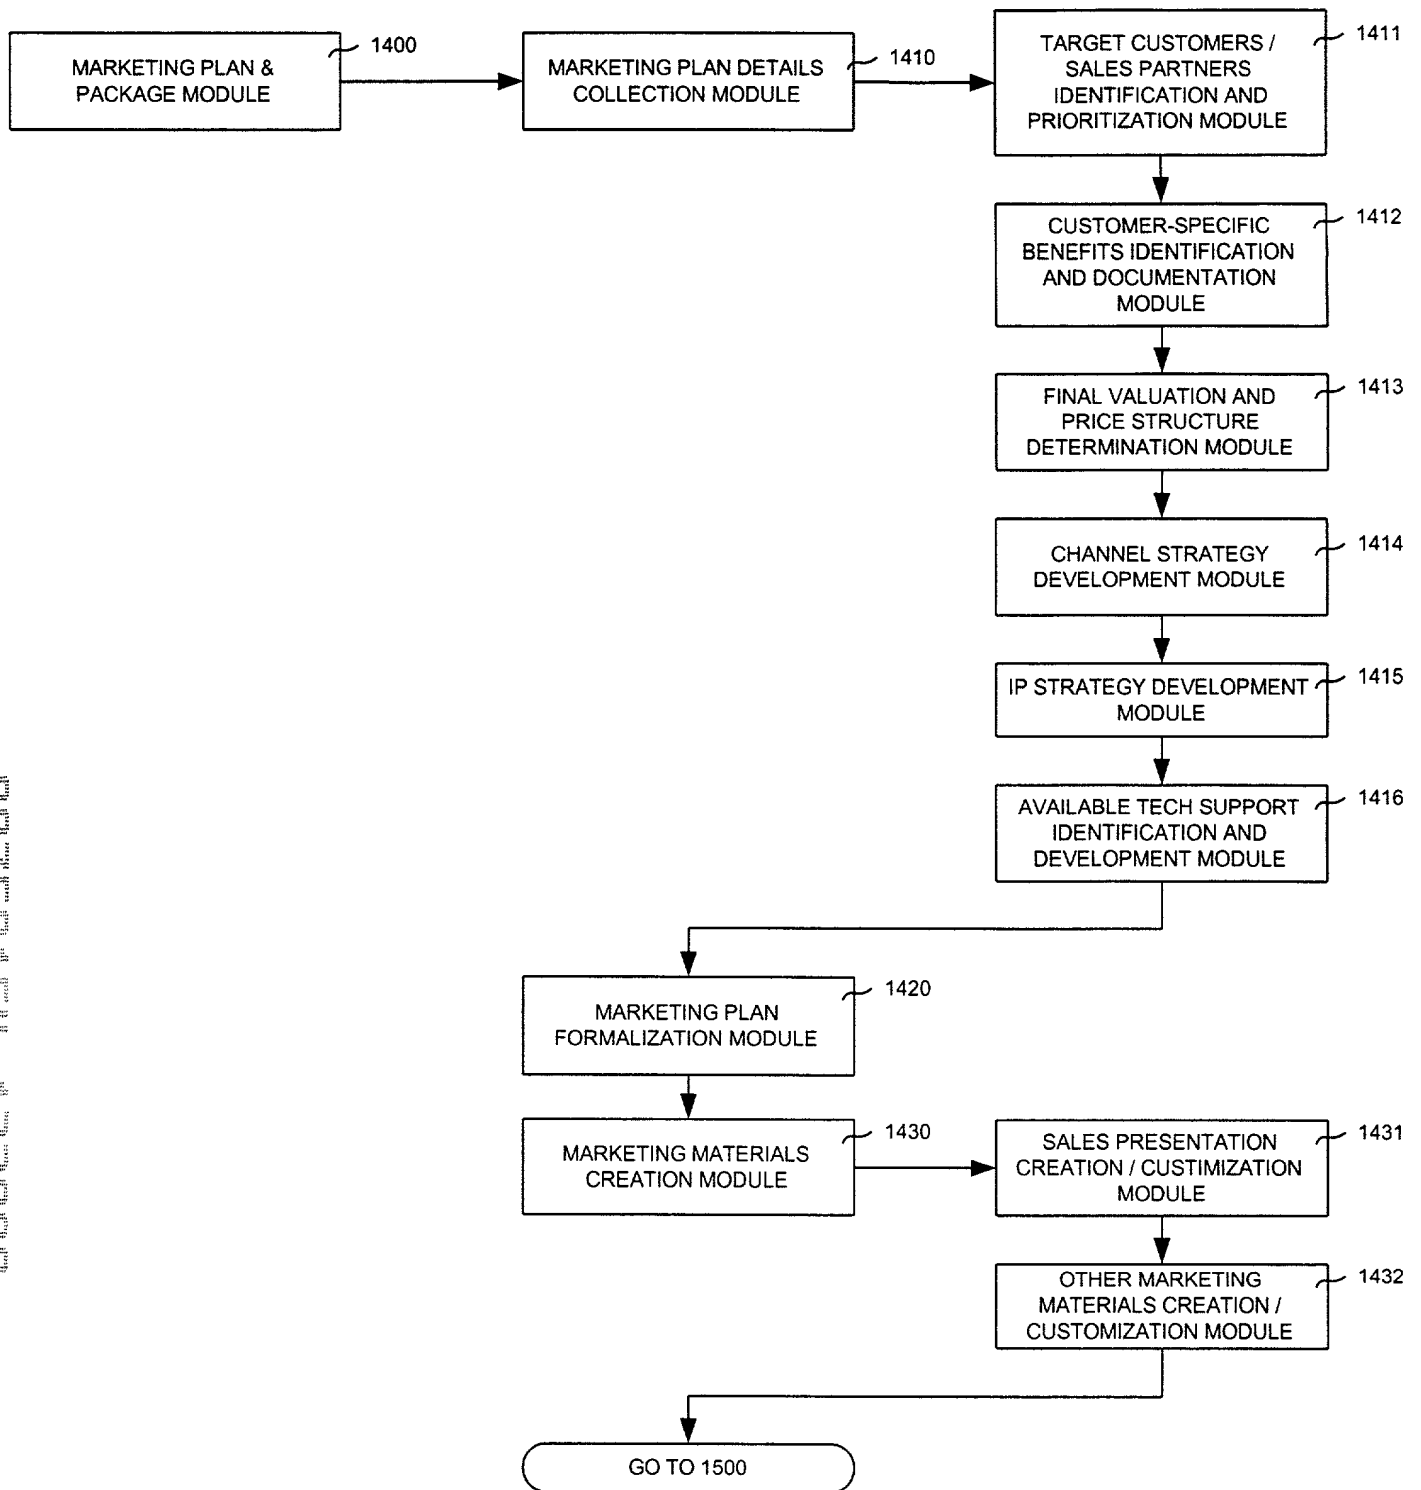 MARKETING PLAN &
PACKAGE MODULE
1400
MARKETING PLAN DETAILS
COLLECTION MODULE
1410
TARGET CUSTOMERS /
SALES PARTNERS
IDENTIFICATION AND
PRIORITIZATION MODULE
1411
CUSTOMER-SPECIFIC
BENEFITS IDENTIFICATION
AND DOCUMENTATION
MODULE
1412
FINAL VALUATION AND
PRICE STRUCTURE
DETERMINATION MODULE
1413
CHANNEL STRATEGY
DEVELOPMENT MODULE
1414
IP STRATEGY DEVELOPMENT
MODULE
1415
AVAILABLE TECH SUPPORT
IDENTIFICATION AND
DEVELOPMENT MODULE
1416
MARKETING PLAN
FORMALIZATION MODULE
1420
MARKETING MATERIALS
CREATION MODULE
1430
SALES PRESENTATION
CREATION / CUSTIMIZATION
MODULE
1431
OTHER MARKETING
MATERIALS CREATION /
CUSTOMIZATION MODULE
1432
GO TO 1500